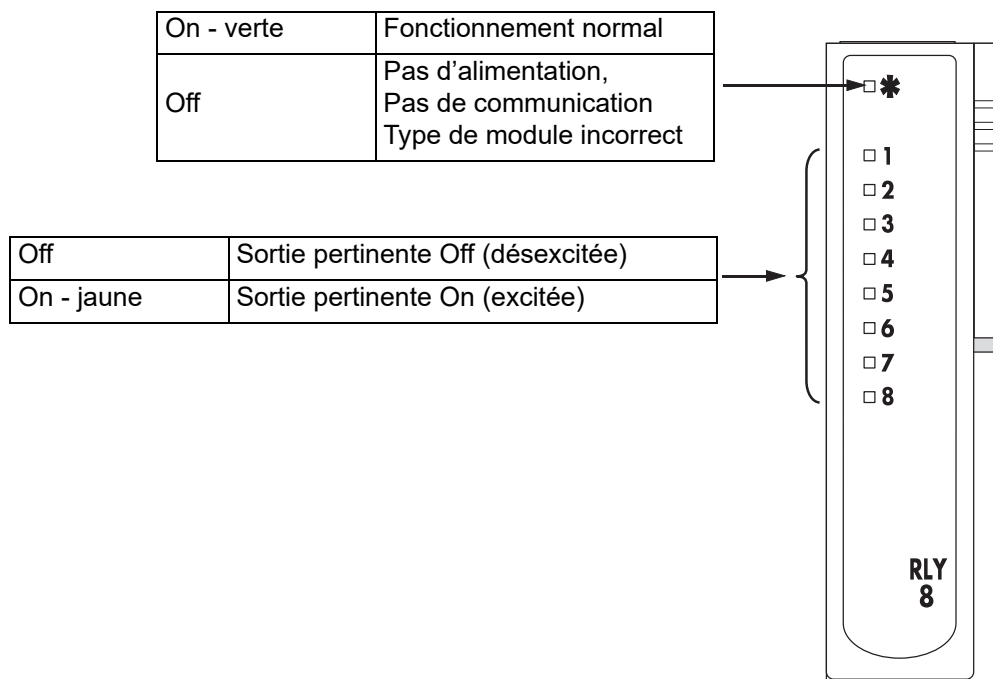 On - verte Fonctionnement normal
Off Pas d’alimentation,
Pas de communication
Type de module incorrect
Off Sortie pertinente Off (désexcitée)
On - jaune Sortie pertinente On (excitée)
✱
1
2
3
4
5
6
7
8
RLY
8